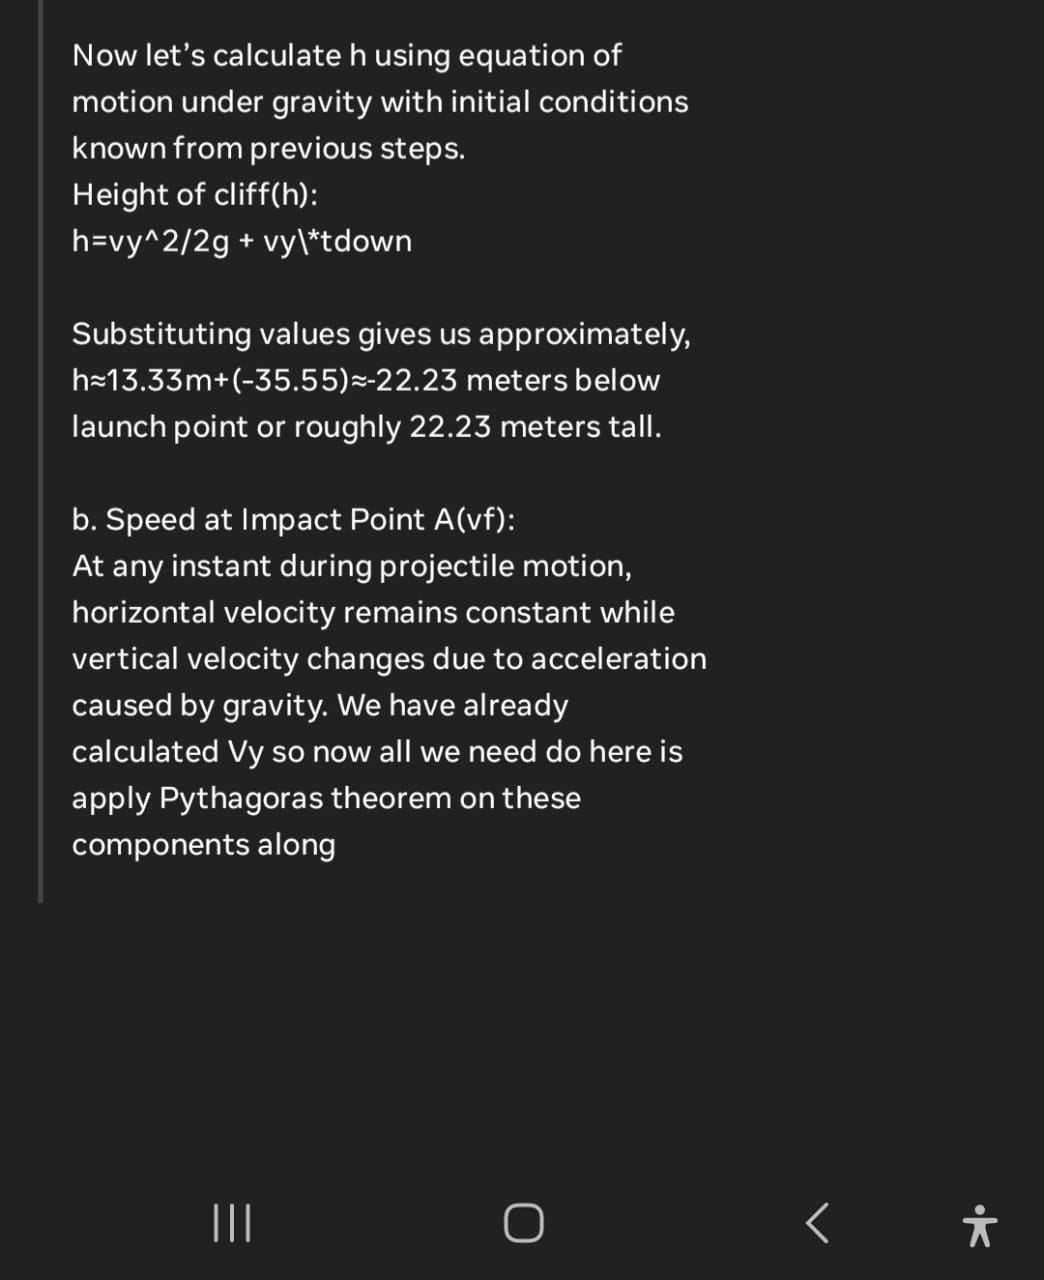 Now let’s calculate h using equation of
motion under gravity with initial conditions
known from previous steps.
Height of cliff(h):
h=vy^2/2g + vy\*tdown
Substituting values gives us approximately,
h≈13.33m+(-35.55)≈-22.23 meters below
launch point or roughly 22.23 meters tall.
b. Speed at Impact Point A(vf):
At any instant during projectile motion,
horizontal velocity remains constant while
vertical velocity changes due to acceleration
caused by gravity. We have already
calculated Vy so now all we need do here is
apply Pythagoras theorem on these
components along